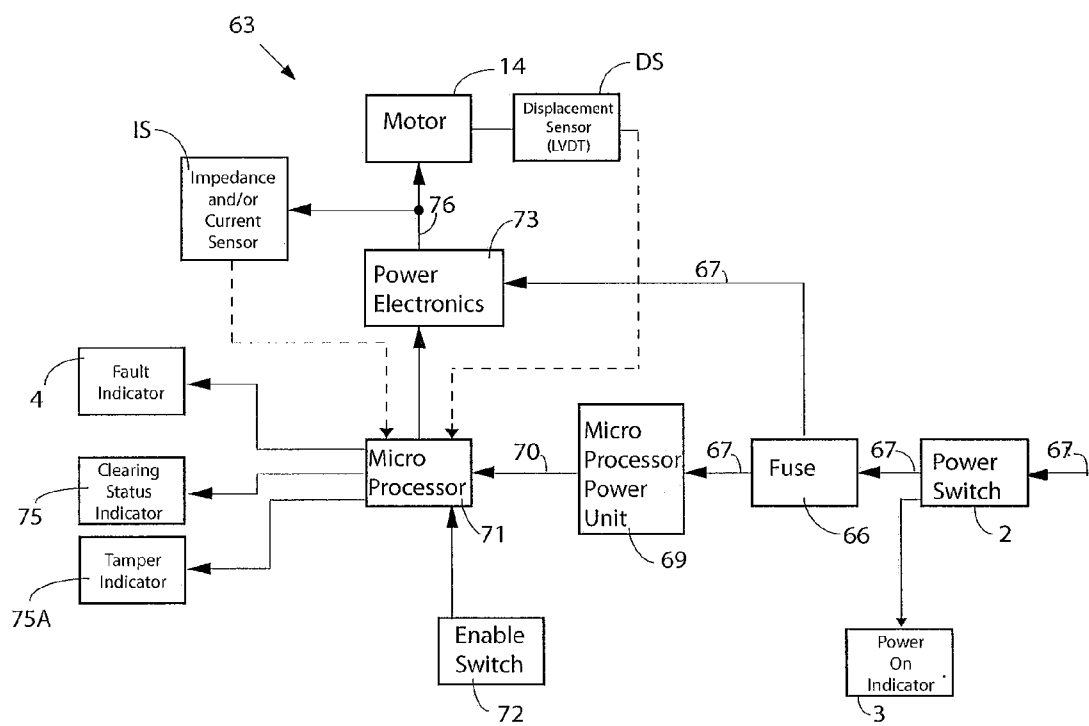 63
14
DS
Motor
Displacement
Sensor
(LVDT)
IS
Impedance
and/or
Current
Sensor
76
73
Power
Electronics
67
4
Fault
Indicator
Micro
Processor
Power
Unit
69
70
67
Fuse
66
67
Power
Switch
2
67
Micro
Processor
71
75
Clearing
Status
Indicator
75A
Tamper
Indicator
Enable
Switch
72
Power
On
Indicator
3